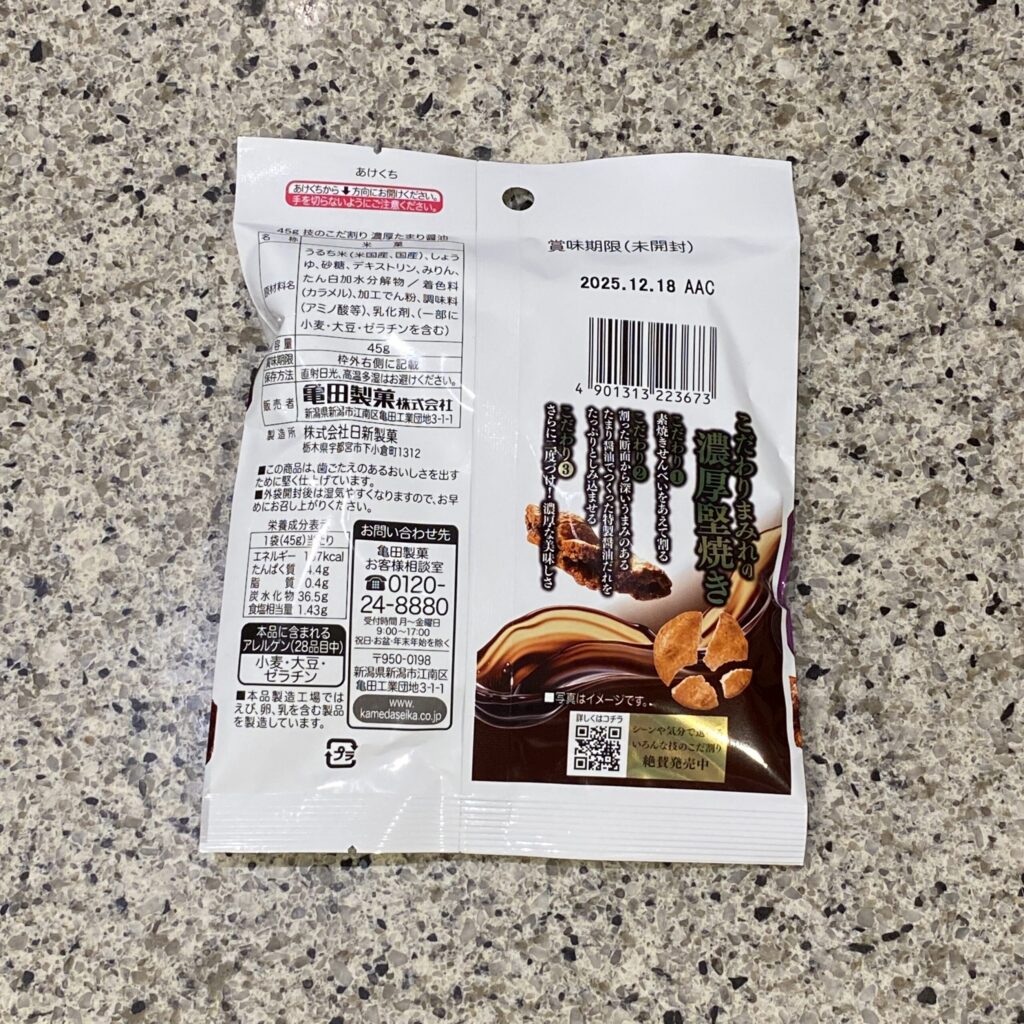 あけくち
あけくちから⬇方向にお開けください。
手を切らないようにご注意ください。
45g 技のこだ割り 濃厚たまり醤油
名 称 米 菓
原材料名 うるち米(米国産、国産)、しょう
ゆ、砂糖、デキストリン、みりん、
たん白加水分解物／着色料
(カラメル)、加工でん粉、調味料
(アミノ酸等)、乳化剤、(一部に
小麦・大豆・ゼラチンを含む)
容量 45g
賞味期限 枠外右側に記載
保存方法 直射日光、高温多湿はお避けください。
販売者 亀田製菓株式会社
新潟県新潟市江南区亀田工業団地3-1-1
製造所 株式会社日新製菓
栃木県宇都宮市下小倉町1312
■この商品は、歯ごたえのあるおいしさを出す
ために堅く仕上げています。
■外袋開封後は湿気やすくなりますので、お早
めにお召し上がりください。
栄養成分表示
1袋(45g)当たり
エネルギー 167kcal
たんぱく質 4.4g
脂 質 0.4g
炭水化物 36.5g
食塩相当量 1.43g
本品に含まれる
アレルゲン(28品目中)
小麦・大豆・
ゼラチン
■本品製造工場では
えび、卵、乳を含む製品
を製造しています。
プラ
お問い合わせ先
亀田製菓
お客様相談室
☎0120-
24-8880
受付時間 月〜金曜日
9:00〜17:00
祝日・お盆・年末年始を除く
〒950-0198
新潟県新潟市江南区
亀田工業団地3-1-1
www.
kamedaseika.co.jp
賞味期限(未開封)
2025.12.18 AAC
4 901313 223673
こだわりまみれの
濃厚堅焼き
こだわり1
素焼きせんべいをあえて割る
こだわり2
割った断面から深いうまみのある
たまり醤油でつくった特製醤油だれを
たっぷりとしみ込ませる
こだわり3
さらに二度づけ!濃厚な美味しさ
■写真はイメージです。
詳しくはコチラ
シーンや気分で選べる
いろんな技のこだ割り
絶賛発売中